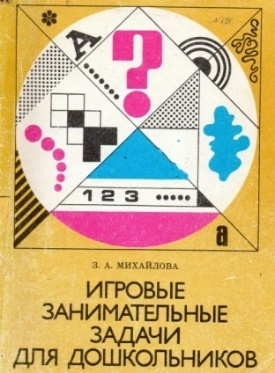 А
?
1 2 3
а
З. А. МИХАЙЛОВА
ИГРОВЫЕ
ЗАНИМАТЕЛЬНЫЕ
ЗАДАЧИ
ДЛЯ ДОШКОЛЬНИКОВ